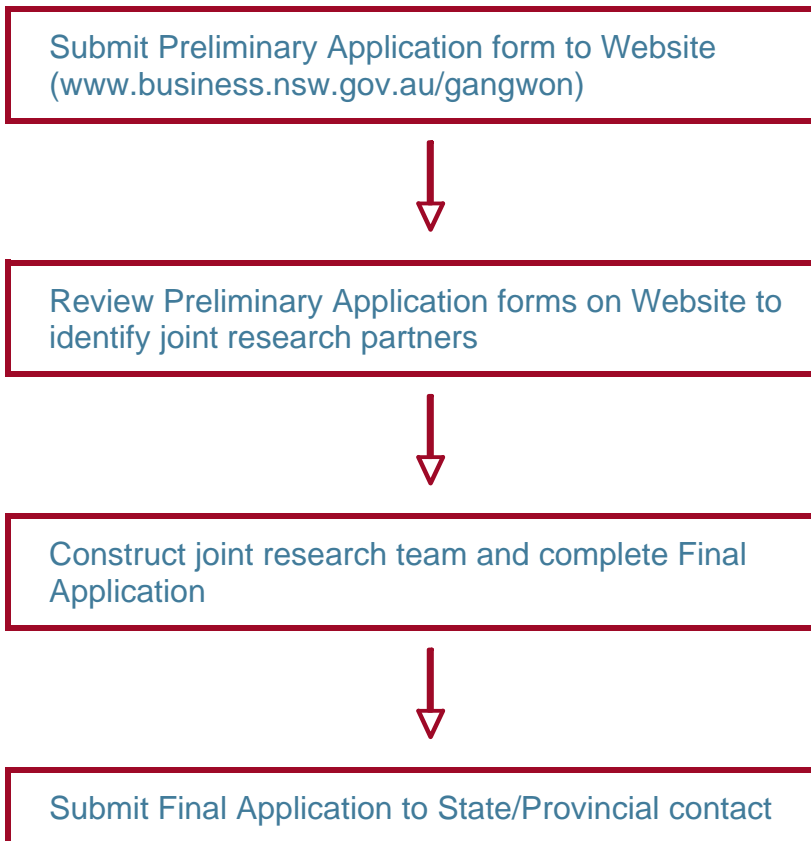 Submit Preliminary Application form to Website
(www.business.nsw.gov.au/gangwon)
Review Preliminary Application forms on Website to
identify joint research partners
Construct joint research team and complete Final
Application
Submit Final Application to State/Provincial contact